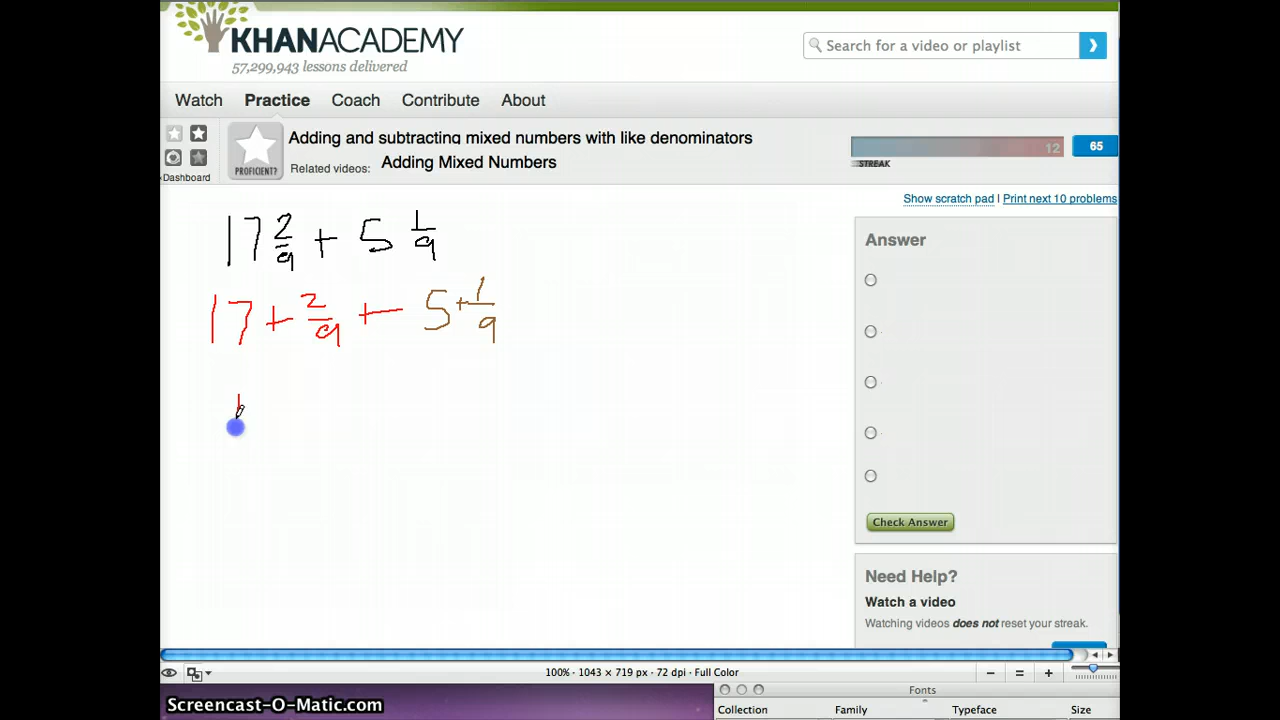 KHANACADEMY
57,299,943 lessons delivered
Search for a video or playlist
Watch Practice Coach Contribute About
Adding and subtracting mixed numbers with like denominators
Related videos: Adding Mixed Numbers
PROFICIENT?
Dashboard
12
STREAK
65
Show scratch pad | Print next 10 problems
17 2/9 + 5 1/9
17 + 2/9 + 5 + 1/9
Answer
Check Answer
Need Help?
Watch a video
Watching videos does not reset your streak.
100% - 1043 × 719 px - 72 dpi - Full Color
Screencast-O-Matic.com
Fonts
Collection Family Typeface Size